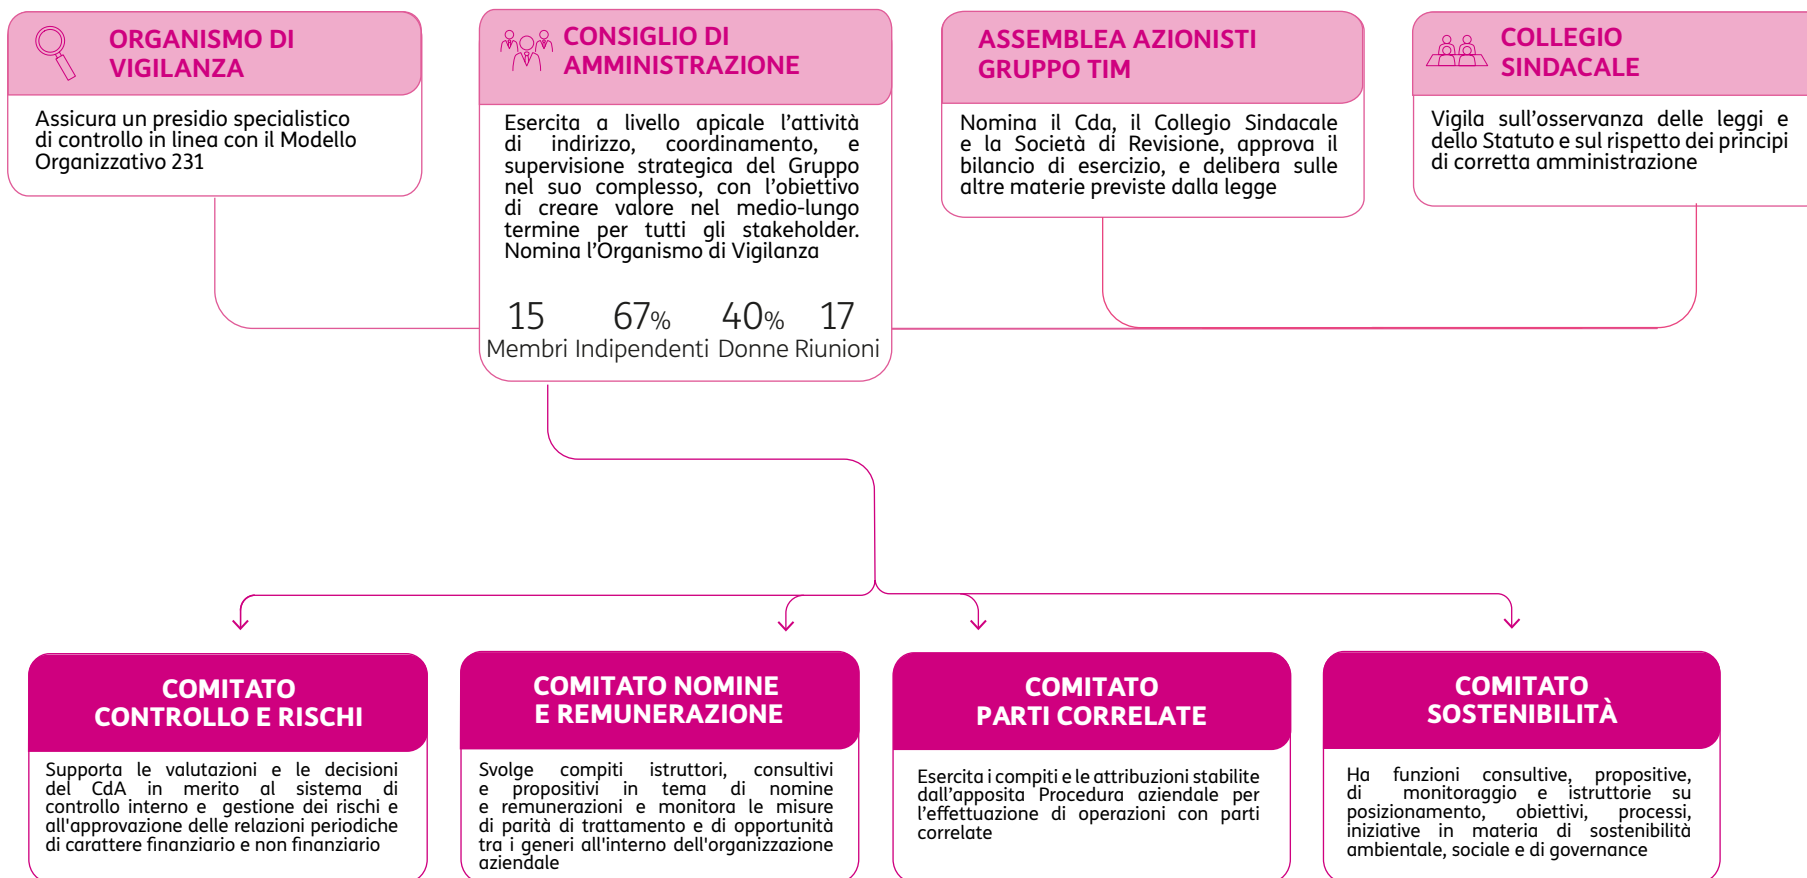 ORGANISMO DI
VIGILANZA
Assicura un presidio specialistico
di controllo in linea con il Modello
Organizzativo 231
CONSIGLIO DI
AMMINISTRAZIONE
Esercita a livello apicale l’attività
di indirizzo, coordinamento, e
supervisione strategica del Gruppo
nel suo complesso, con l’obiettivo
di creare valore nel medio-lungo
termine per tutti gli stakeholder.
Nomina l’Organismo di Vigilanza
15 67% 40% 17
Membri Indipendenti Donne Riunioni
ASSEMBLEA AZIONISTI
GRUPPO TIM
Nomina il Cda, il Collegio Sindacale
e la Società di Revisione, approva il
bilancio di esercizio, e delibera sulle
altre materie previste dalla legge
COLLEGIO
SINDACALE
Vigila sull’osservanza delle leggi e
dello Statuto e sul rispetto dei principi
di corretta amministrazione
COMITATO
CONTROLLO E RISCHI
Supporta le valutazioni e le decisioni
del CdA in merito al sistema di
controllo interno e gestione dei rischi e
all'approvazione delle relazioni periodiche
di carattere finanziario e non finanziario
COMITATO NOMINE
E REMUNERAZIONE
Svolge compiti istruttori, consultivi
e propositivi in tema di nomine
e remunerazioni e monitora le misure
di parità di trattamento e di opportunità
tra i generi all'interno dell'organizzazione
aziendale
COMITATO
PARTI CORRELATE
Esercita i compiti e le attribuzioni stabilite
dall’apposita Procedura aziendale per
l’effettuazione di operazioni con parti
correlate
COMITATO
SOSTENIBILITÀ
Ha funzioni consultive, propositive,
di monitoraggio e istruttorie su
posizionamento, obiettivi, processi,
iniziative in materia di sostenibilità
ambientale, sociale e di governance